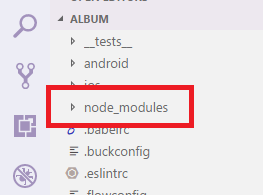 ALBUM
__tests__
android
ios
node_modules
.babelrc
.buckconfig
.eslintrc
.flowconfig